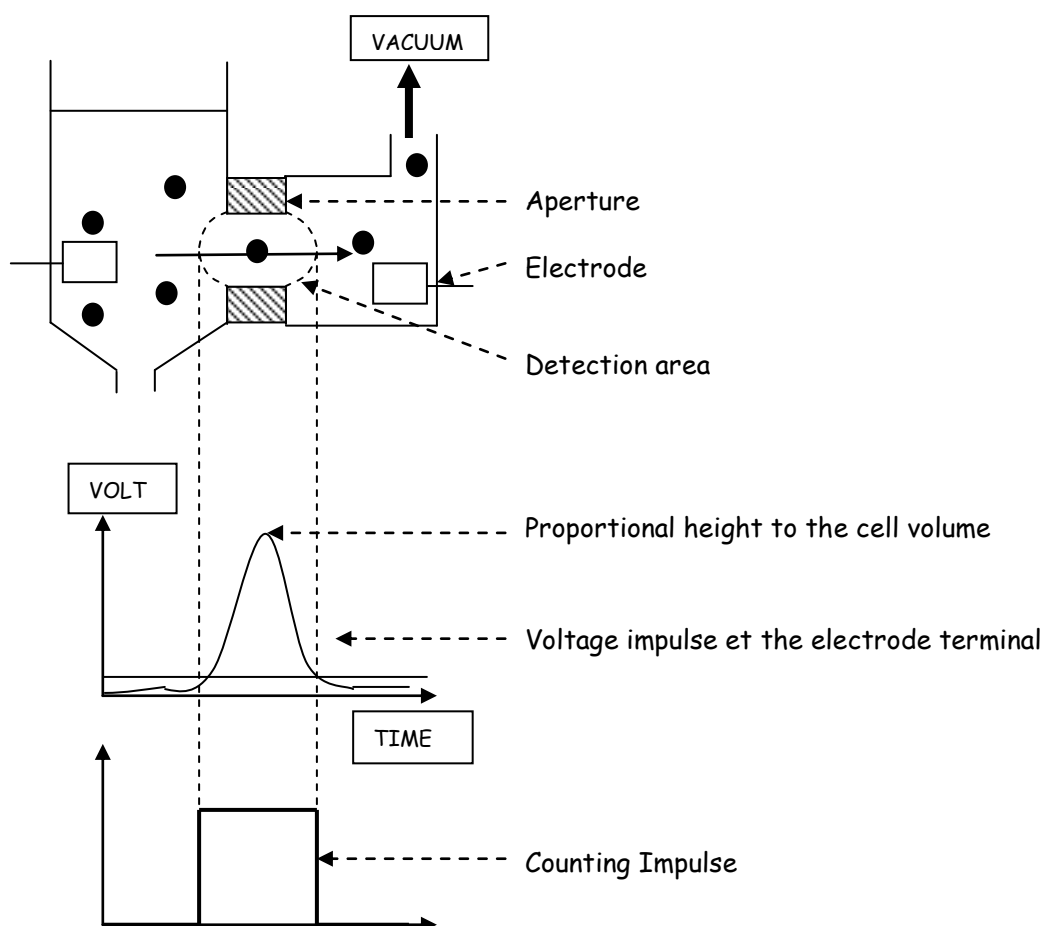 VACUUM
Aperture
Electrode
Detection area
VOLT
Proportional height to the cell volume
Voltage impulse et the electrode terminal
TIME
Counting Impulse